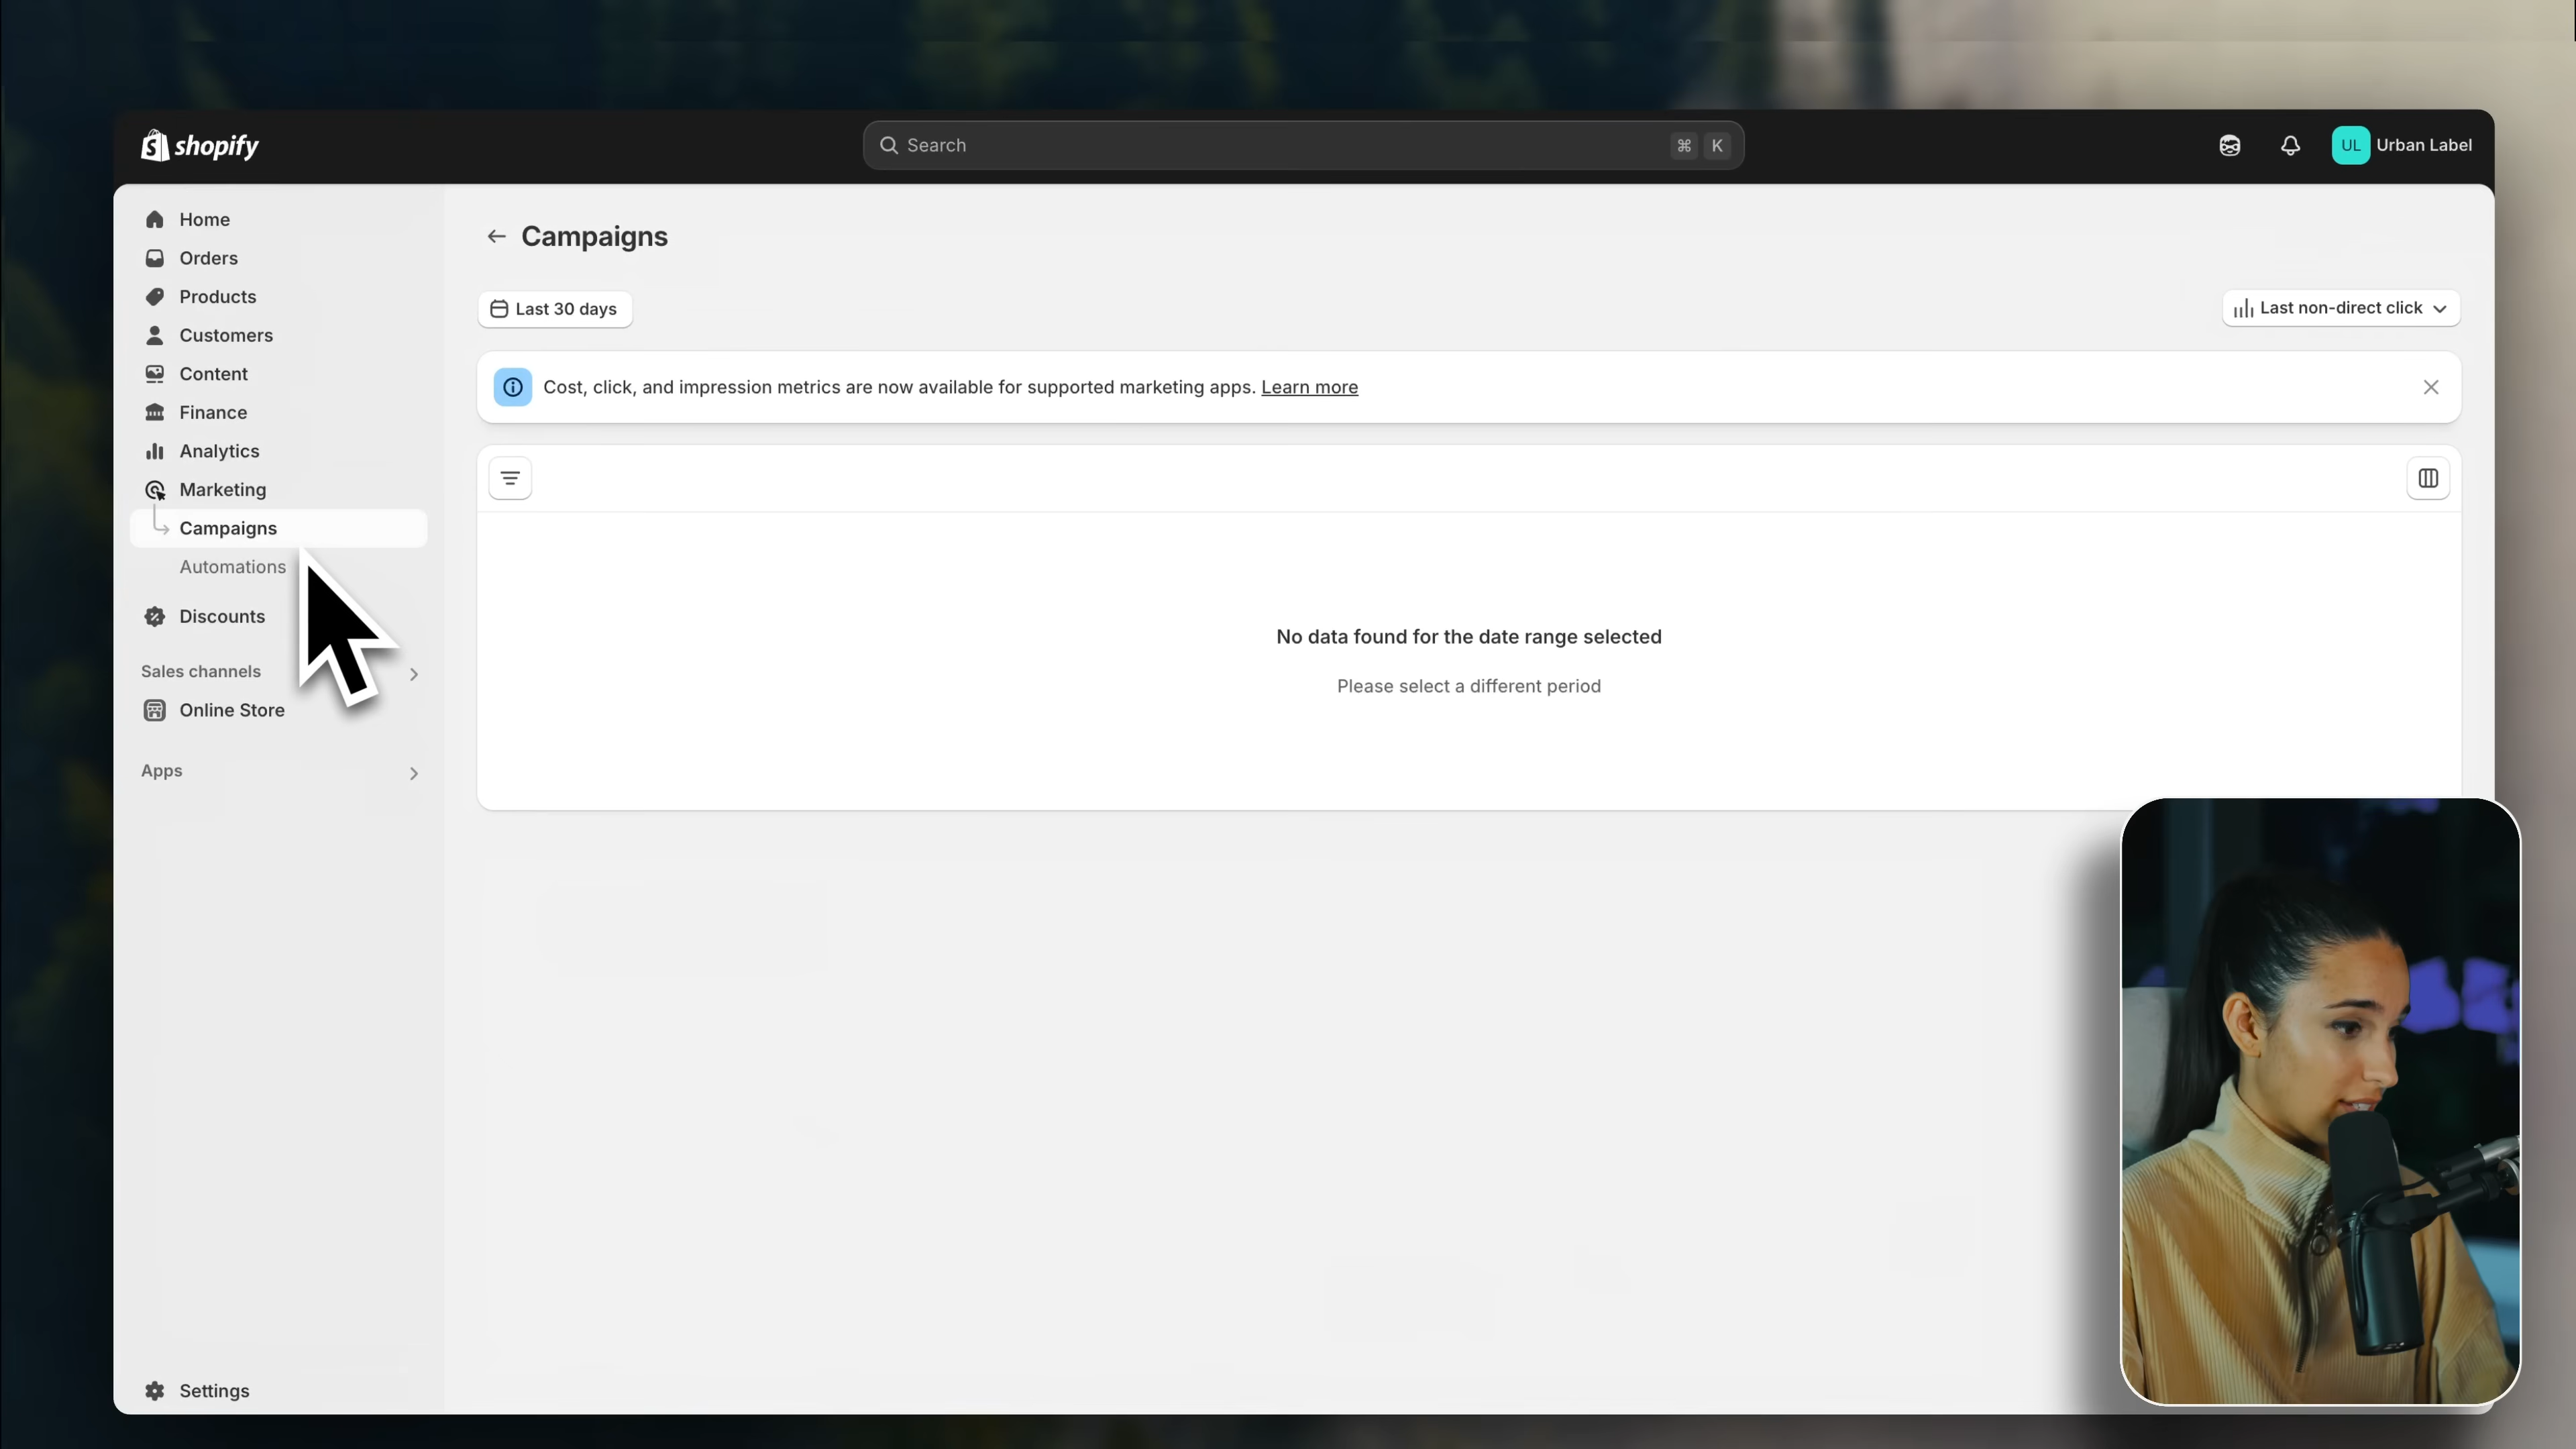 shopify
Search
⌘ K
UL Urban Label
Home
Orders
Products
Customers
Content
Finance
Analytics
Marketing
Campaigns
Automations
Discounts
Sales channels
Online Store
Apps
Settings
Campaigns
Last 30 days
Last non-direct click
Cost, click, and impression metrics are now available for supported marketing apps. Learn more
No data found for the date range selected
Please select a different period